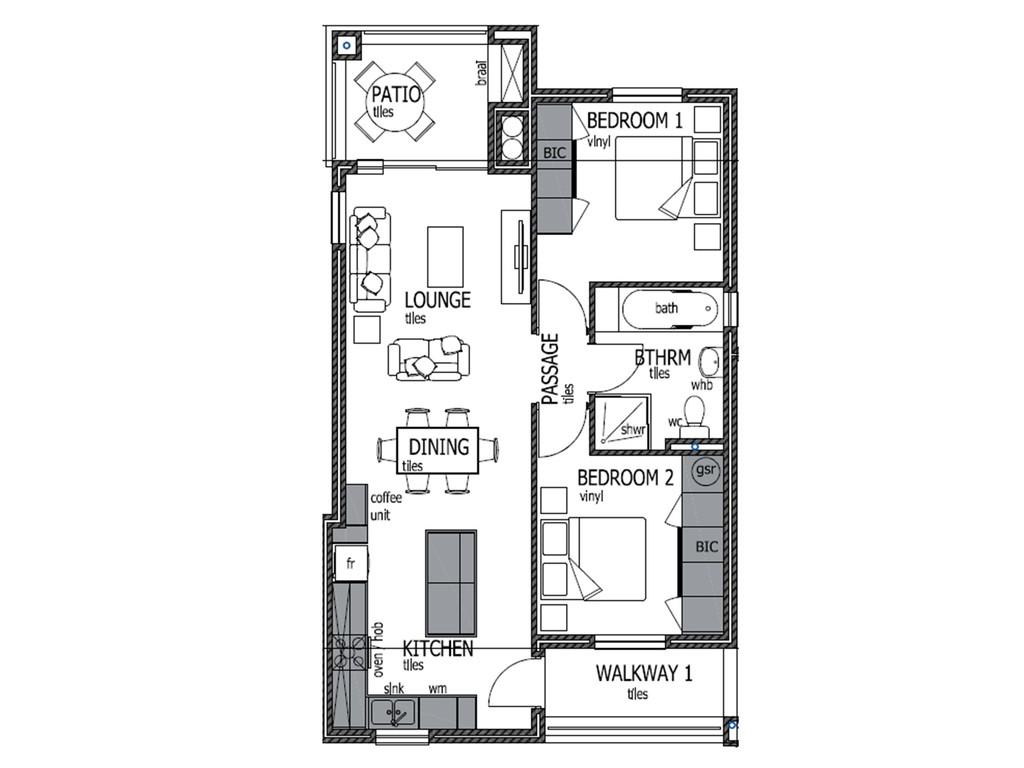 PATIO
tiles
braai
BEDROOM 1
vinyl
BIC
LOUNGE
tiles
bath
PASSAGE
tiles
BTHRM
tiles
whb
wc
shwr
DINING
tiles
BEDROOM 2
vinyl
gsr
coffee
unit
BIC
fr
oven / hob
KITCHEN
tiles
sink
wm
WALKWAY 1
tiles